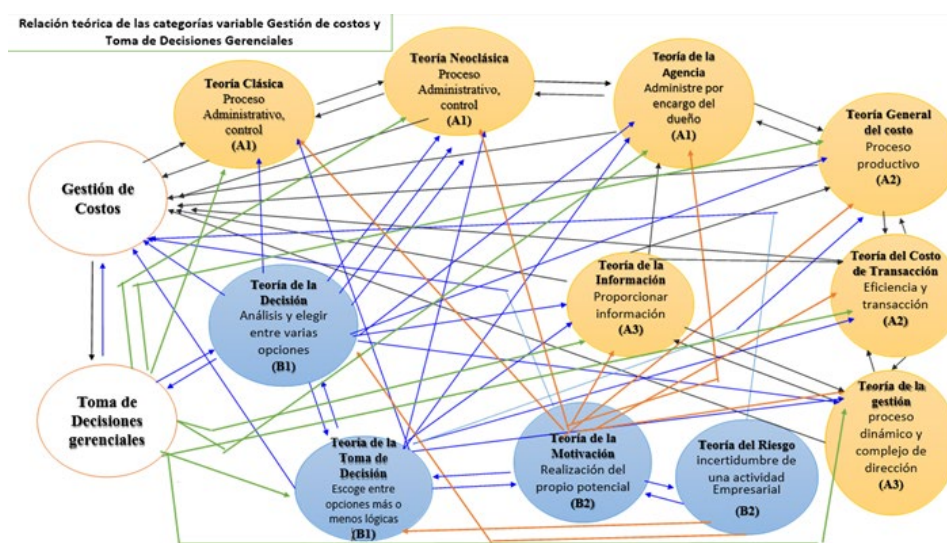 Relación teórica de las categorías variable Gestión de costos y
Toma de Decisiones Gerenciales
Teoría Clásica
Proceso
Administrativo,
control
(A1)
Teoría Neoclásica
Proceso
Administrativo,
control
(A1)
Teoría de la
Agencia
Administre por
encargo del
dueño
(A1)
Teoría General
del costo
Proceso
productivo
(A2)
Gestión de
Costos
Teoría de la
Decisión
Análisis y elegir
entre varias
opciones
(B1)
Teoría de la
Información
Proporcionar
información
(A3)
Teoría del Costo
de Transacción
Eficiencia y
transacción
(A2)
Toma de
Decisiones
gerenciales
Teoría de la
Toma de
Decisión
Escoge entre
opciones más o
menos lógicas
(B1)
Teoría de la
Motivación
Realización del
propio potencial
(B2)
Teoría del Riesgo
incertidumbre de
una actividad
Empresarial
(B2)
Teoría de la
gestión
proceso
dinámico y
complejo de
dirección
(A3)